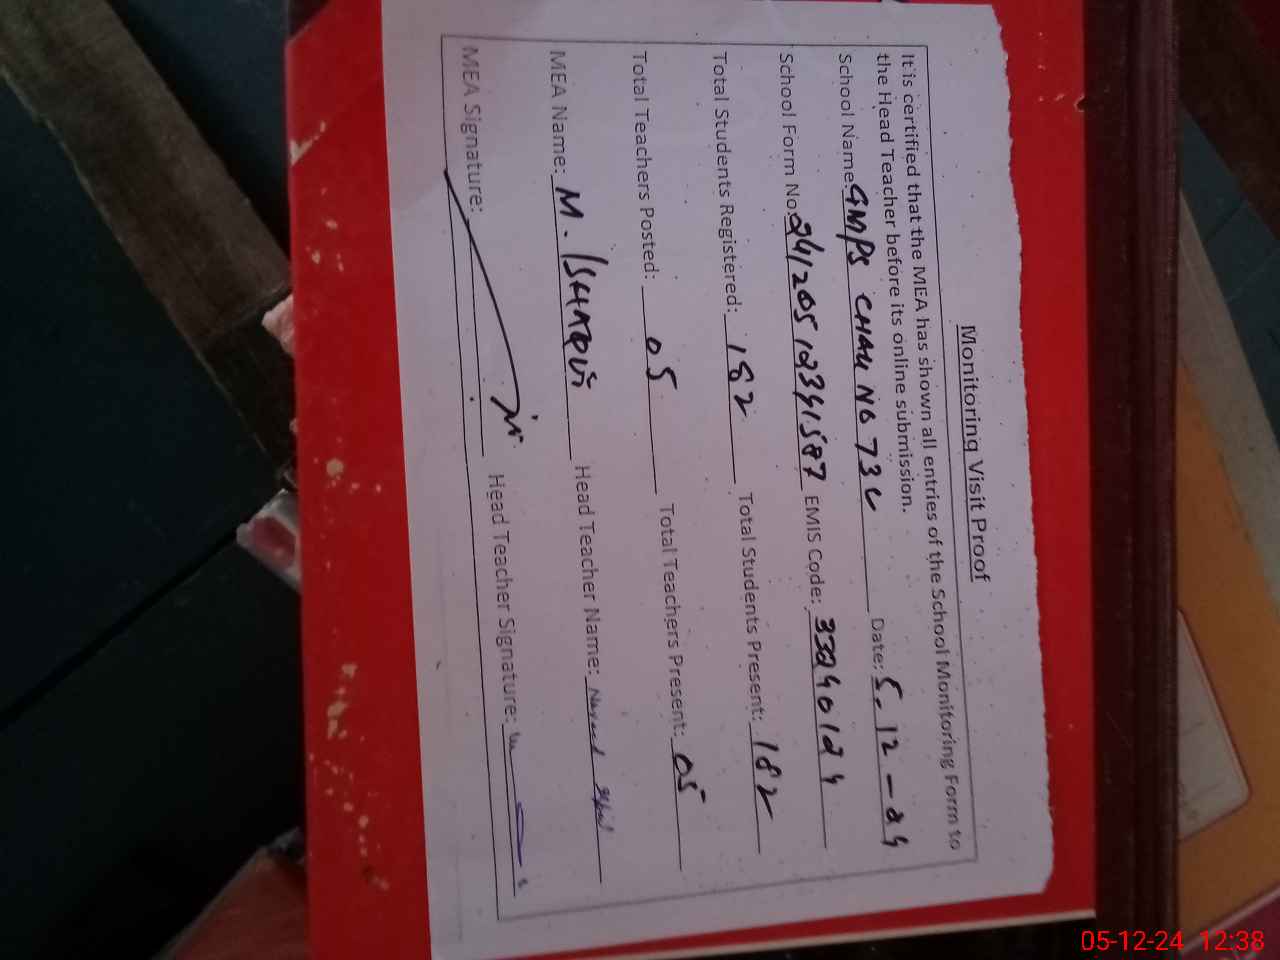 Monitoring Visit Proof
It is certified that the MEA has shown all entries of the School Monitoring Form to
the Head Teacher before its online submission.
School Name: GMPS CHAK NO 73 C Date: 5-12-24
School Form No: 24120512341587 EMIS Code: 33240124
Total Students Registered: 182 Total Students Present: 182
Total Teachers Posted: 05 Total Teachers Present: 05
MEA Name: M. ISHAQ Head Teacher Name:
MEA Signature: Head Teacher Signature:
05-12-24 12:38